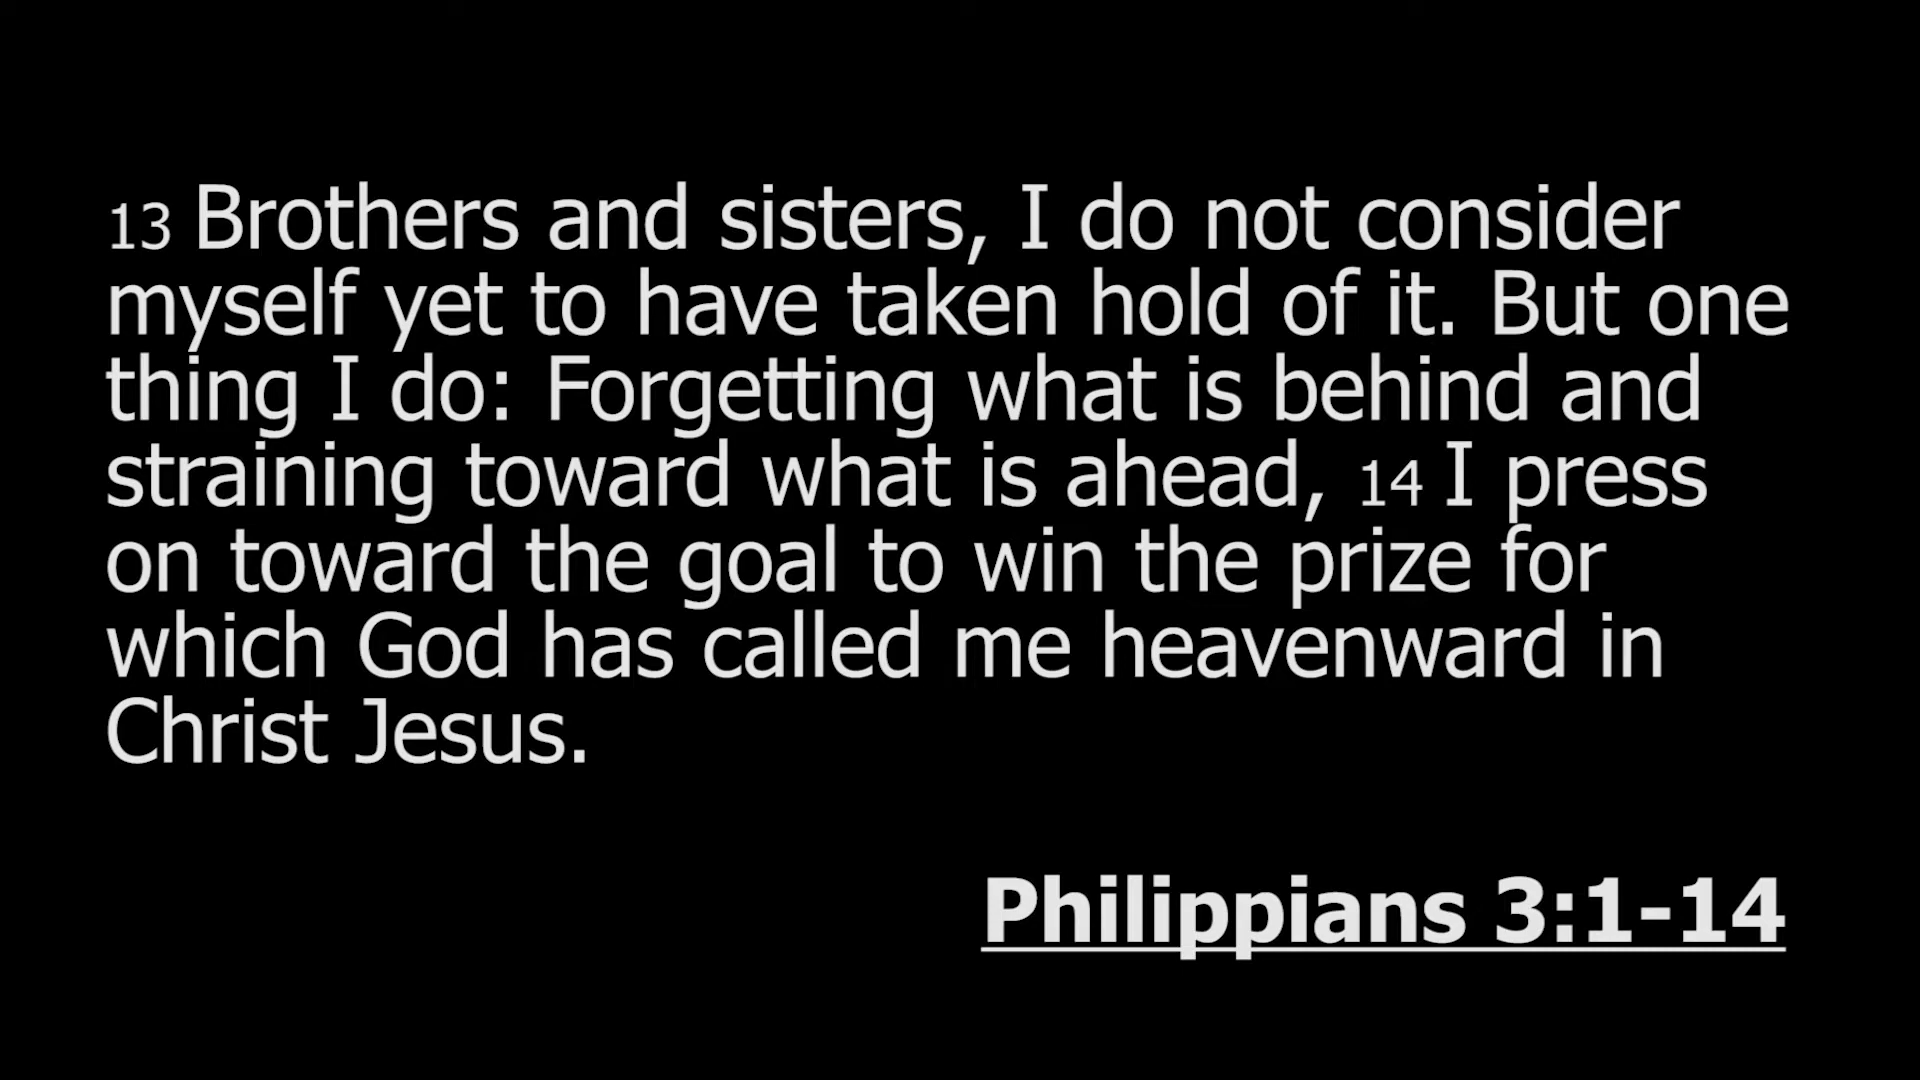 13 Brothers and sisters, I do not consider
myself yet to have taken hold of it. But one
thing I do: Forgetting what is behind and
straining toward what is ahead, 14 I press
on toward the goal to win the prize for
which God has called me heavenward in
Christ Jesus.
Philippians 3:1-14